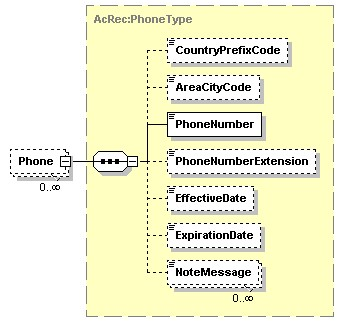 AcRec:PhoneType
CountryPrefixCode
AreaCityCode
PhoneNumber
Phone
0..∞
PhoneNumberExtension
EffectiveDate
ExpirationDate
NoteMessage
0..∞